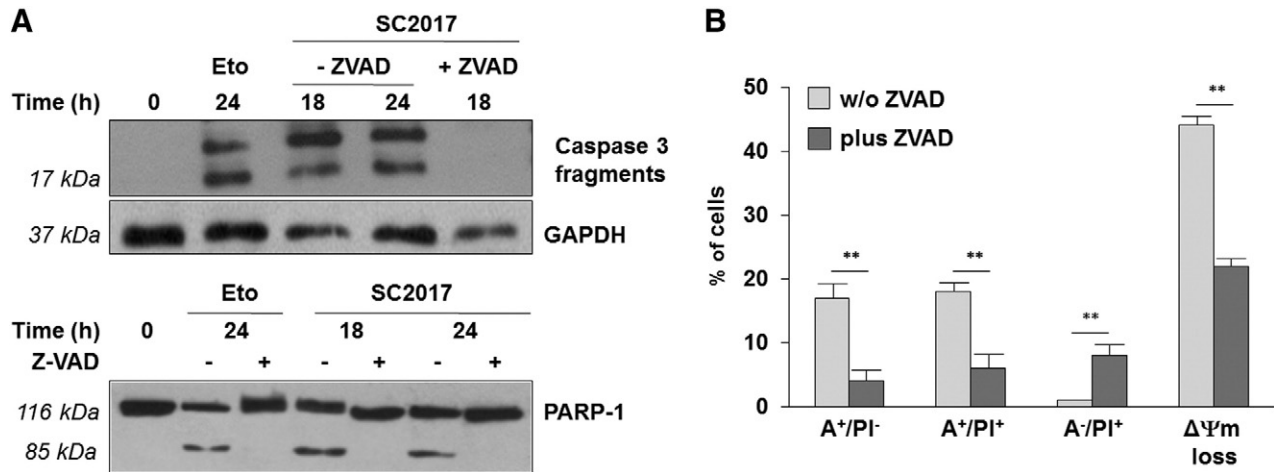 A
SC2017
Eto - ZVAD + ZVAD
Time (h) 0 24 18 24 18
Caspase 3
fragments
17 kDa
37 kDa GAPDH
Eto SC2017
Time (h) 0 24 18 24
Z-VAD - + - + - +
116 kDa PARP-1
85 kDa
B
% of cells
50
40
30
20
10
0
w/o ZVAD
plus ZVAD
** ** ** **
A⁺/PI⁻ A⁺/PI⁺ A⁻/PI⁺ ΔΨm
loss